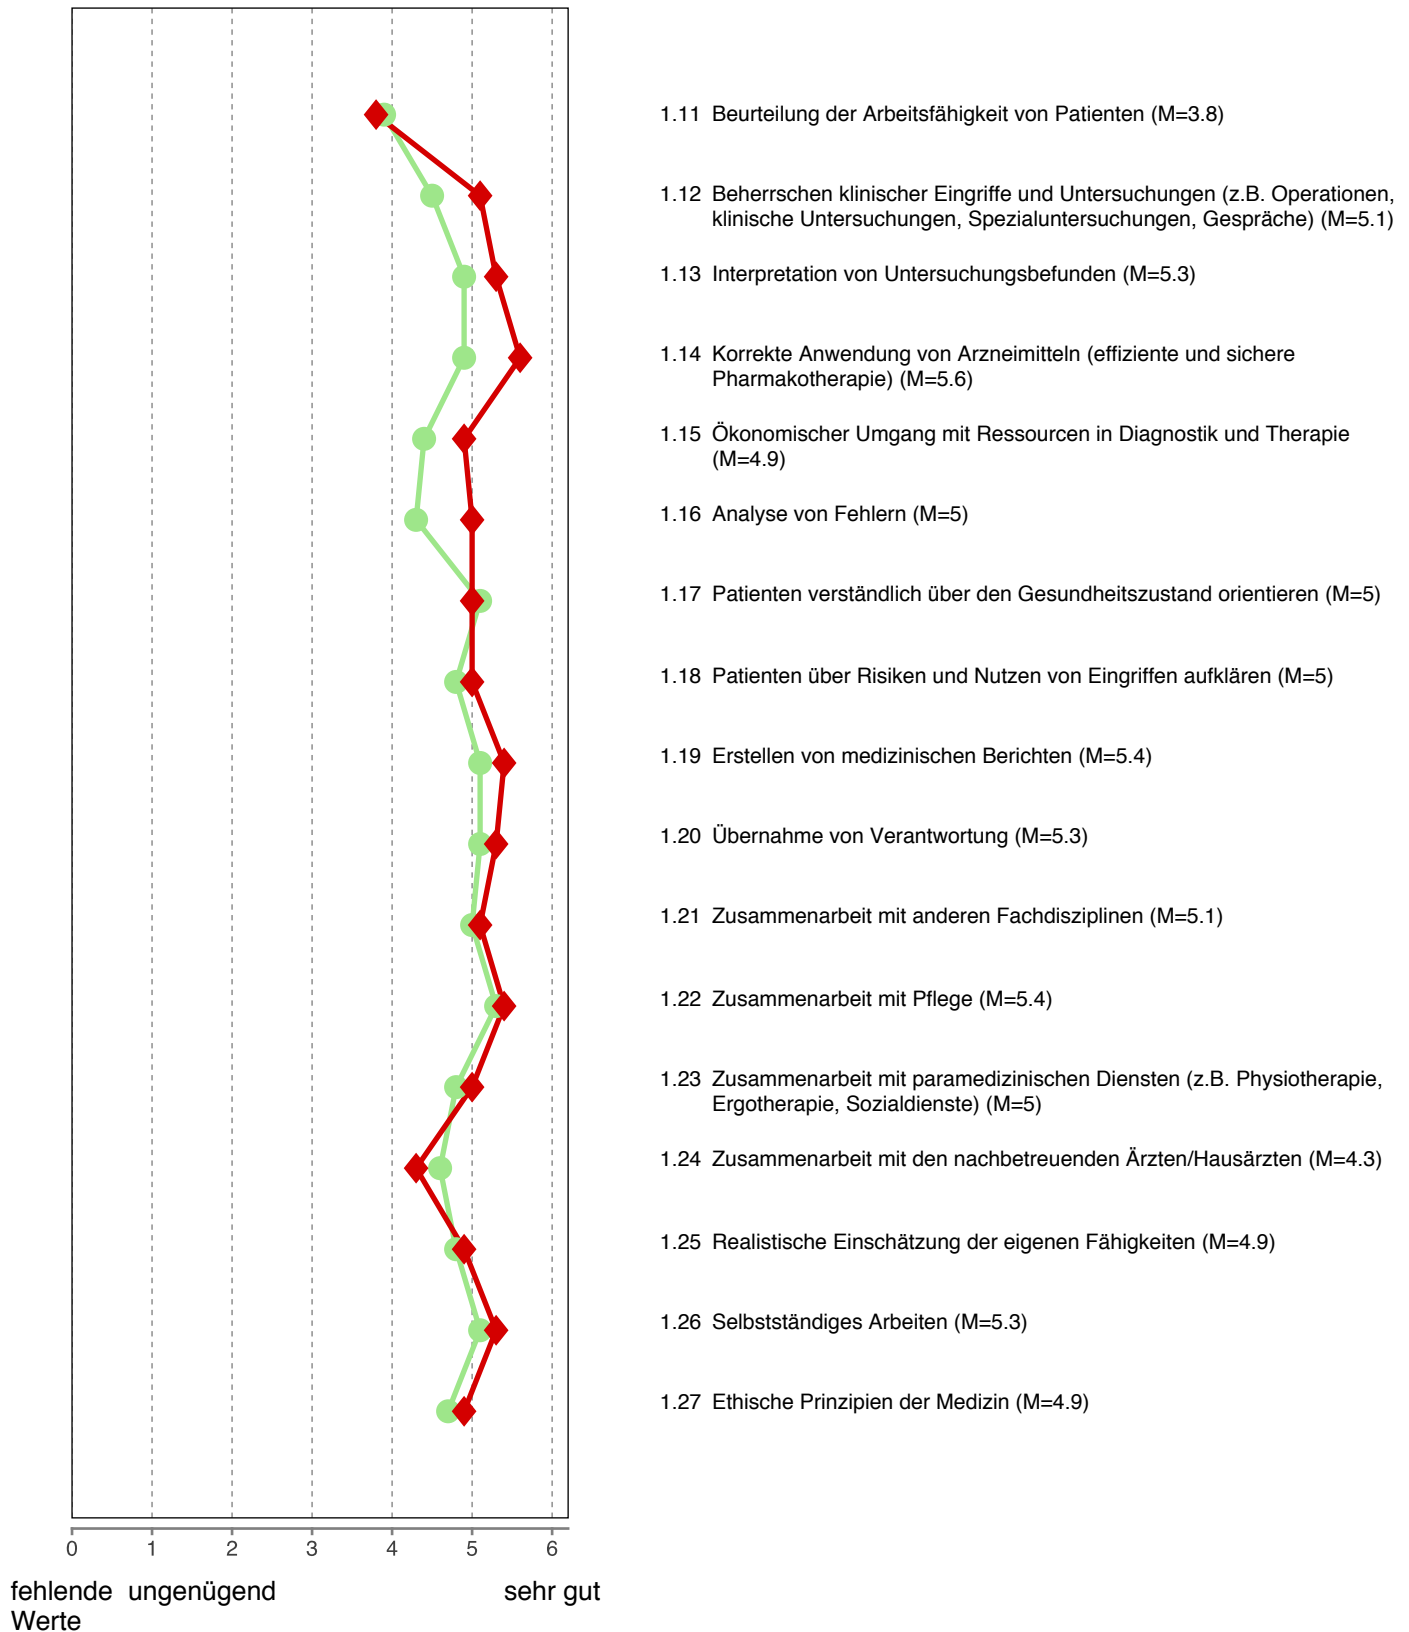 1.11 Beurteilung der Arbeitsfähigkeit von Patienten (M=3.8)
1.12 Beherrschen klinischer Eingriffe und Untersuchungen (z.B. Operationen,
klinische Untersuchungen, Spezialuntersuchungen, Gespräche) (M=5.1)
1.13 Interpretation von Untersuchungsbefunden (M=5.3)
1.14 Korrekte Anwendung von Arzneimitteln (effiziente und sichere
Pharmakotherapie) (M=5.6)
1.15 Ökonomischer Umgang mit Ressourcen in Diagnostik und Therapie
(M=4.9)
1.16 Analyse von Fehlern (M=5)
1.17 Patienten verständlich über den Gesundheitszustand orientieren (M=5)
1.18 Patienten über Risiken und Nutzen von Eingriffen aufklären (M=5)
1.19 Erstellen von medizinischen Berichten (M=5.4)
1.20 Übernahme von Verantwortung (M=5.3)
1.21 Zusammenarbeit mit anderen Fachdisziplinen (M=5.1)
1.22 Zusammenarbeit mit Pflege (M=5.4)
1.23 Zusammenarbeit mit paramedizinischen Diensten (z.B. Physiotherapie,
Ergotherapie, Sozialdienste) (M=5)
1.24 Zusammenarbeit mit den nachbetreuenden Ärzten/Hausärzten (M=4.3)
1.25 Realistische Einschätzung der eigenen Fähigkeiten (M=4.9)
1.26 Selbstständiges Arbeiten (M=5.3)
1.27 Ethische Prinzipien der Medizin (M=4.9)
0 1 2 3 4 5 6
fehlende ungenügend sehr gut
Werte